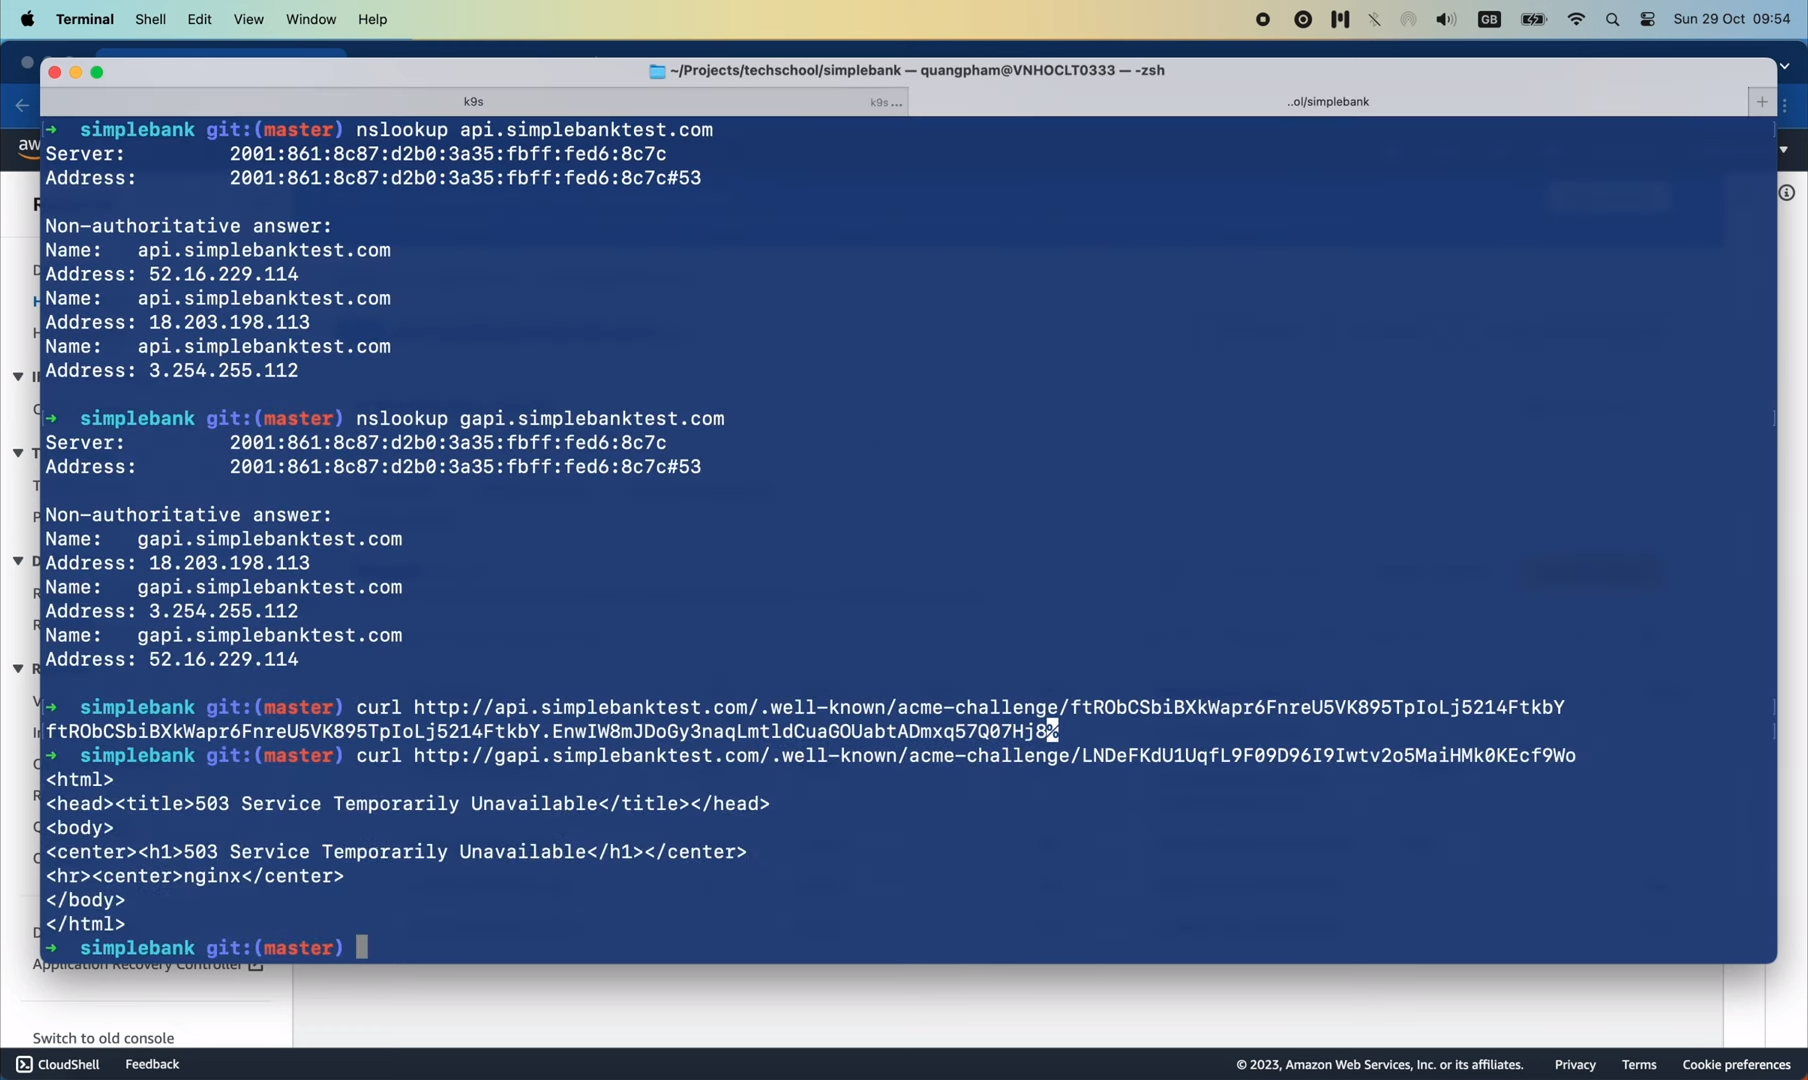 Terminal Shell Edit View Window Help GB Sun 29 Oct 09:54
~/Projects/techschool/simplebank — quangpham@VNHOCLT0333 — -zsh
k9s k9s ... ..ol/simplebank +
➜ simplebank git:(master) nslookup api.simplebanktest.com
Server: 2001:861:8c87:d2b0:3a35:fbff:fed6:8c7c
Address: 2001:861:8c87:d2b0:3a35:fbff:fed6:8c7c#53
Non-authoritative answer:
Name: api.simplebanktest.com
Address: 52.16.229.114
Name: api.simplebanktest.com
Address: 18.203.198.113
Name: api.simplebanktest.com
Address: 3.254.255.112
➜ simplebank git:(master) nslookup gapi.simplebanktest.com
Server: 2001:861:8c87:d2b0:3a35:fbff:fed6:8c7c
Address: 2001:861:8c87:d2b0:3a35:fbff:fed6:8c7c#53
Non-authoritative answer:
Name: gapi.simplebanktest.com
Address: 18.203.198.113
Name: gapi.simplebanktest.com
Address: 3.254.255.112
Name: gapi.simplebanktest.com
Address: 52.16.229.114
➜ simplebank git:(master) curl http://api.simplebanktest.com/.well-known/acme-challenge/ftRObCSbiBXkWapr6FnreU5VK895TpIoLj5214FtkbY
ftRObCSbiBXkWapr6FnreU5VK895TpIoLj5214FtkbY.EnwIW8mJDoGy3naqLmtldCuaGOUabtADmxq57Q07Hj8%
➜ simplebank git:(master) curl http://gapi.simplebanktest.com/.well-known/acme-challenge/LNDeFKdU1UqfL9F09D96I9Iwtv2o5MaiHMk0KEcf9Wo
<html>
<head><title>503 Service Temporarily Unavailable</title></head>
<body>
<center><h1>503 Service Temporarily Unavailable</h1></center>
<hr><center>nginx</center>
</body>
</html>
➜ simplebank git:(master)
Application Recovery Controller
Switch to old console
CloudShell Feedback © 2023, Amazon Web Services, Inc. or its affiliates. Privacy Terms Cookie preferences